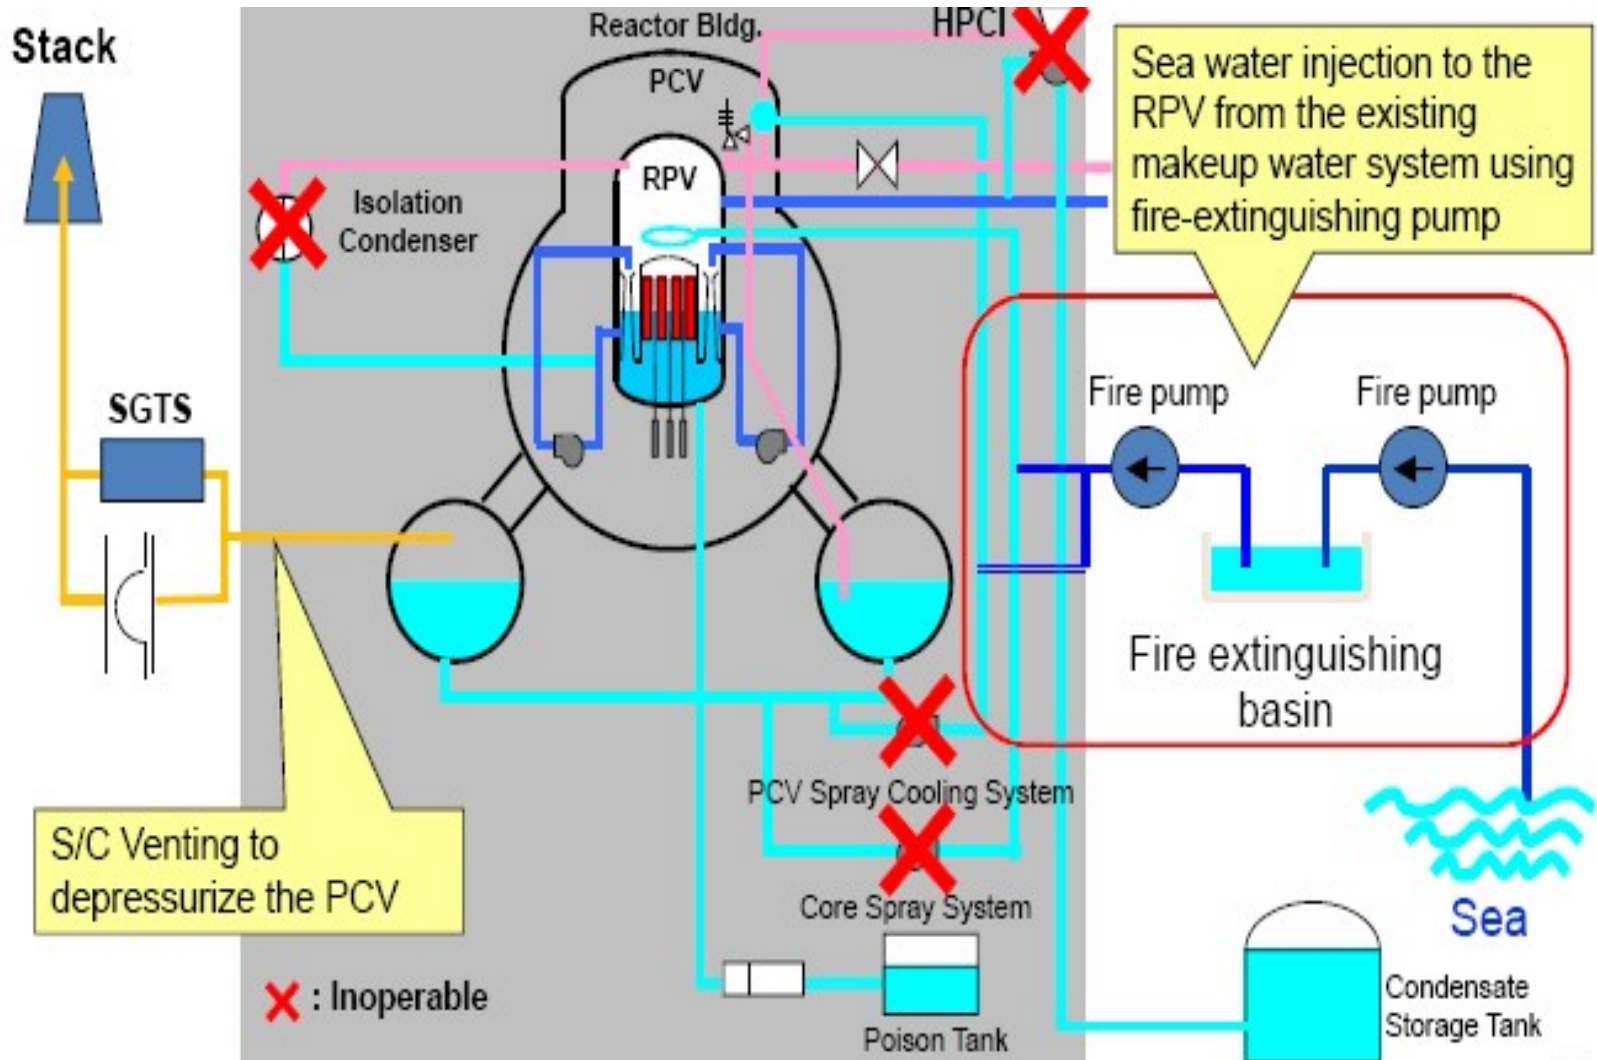 Stack
Reactor Bldg.
HPCI
PCV
Sea water injection to the
RPV from the existing
makeup water system using
fire-extinguishing pump
RPV
Isolation
Condenser
SGTS
Fire pump
Fire pump
Fire extinguishing
basin
PCV Spray Cooling System
S/C Venting to
depressurize the PCV
Core Spray System
Sea
: Inoperable
Poison Tank
Condensate
Storage Tank